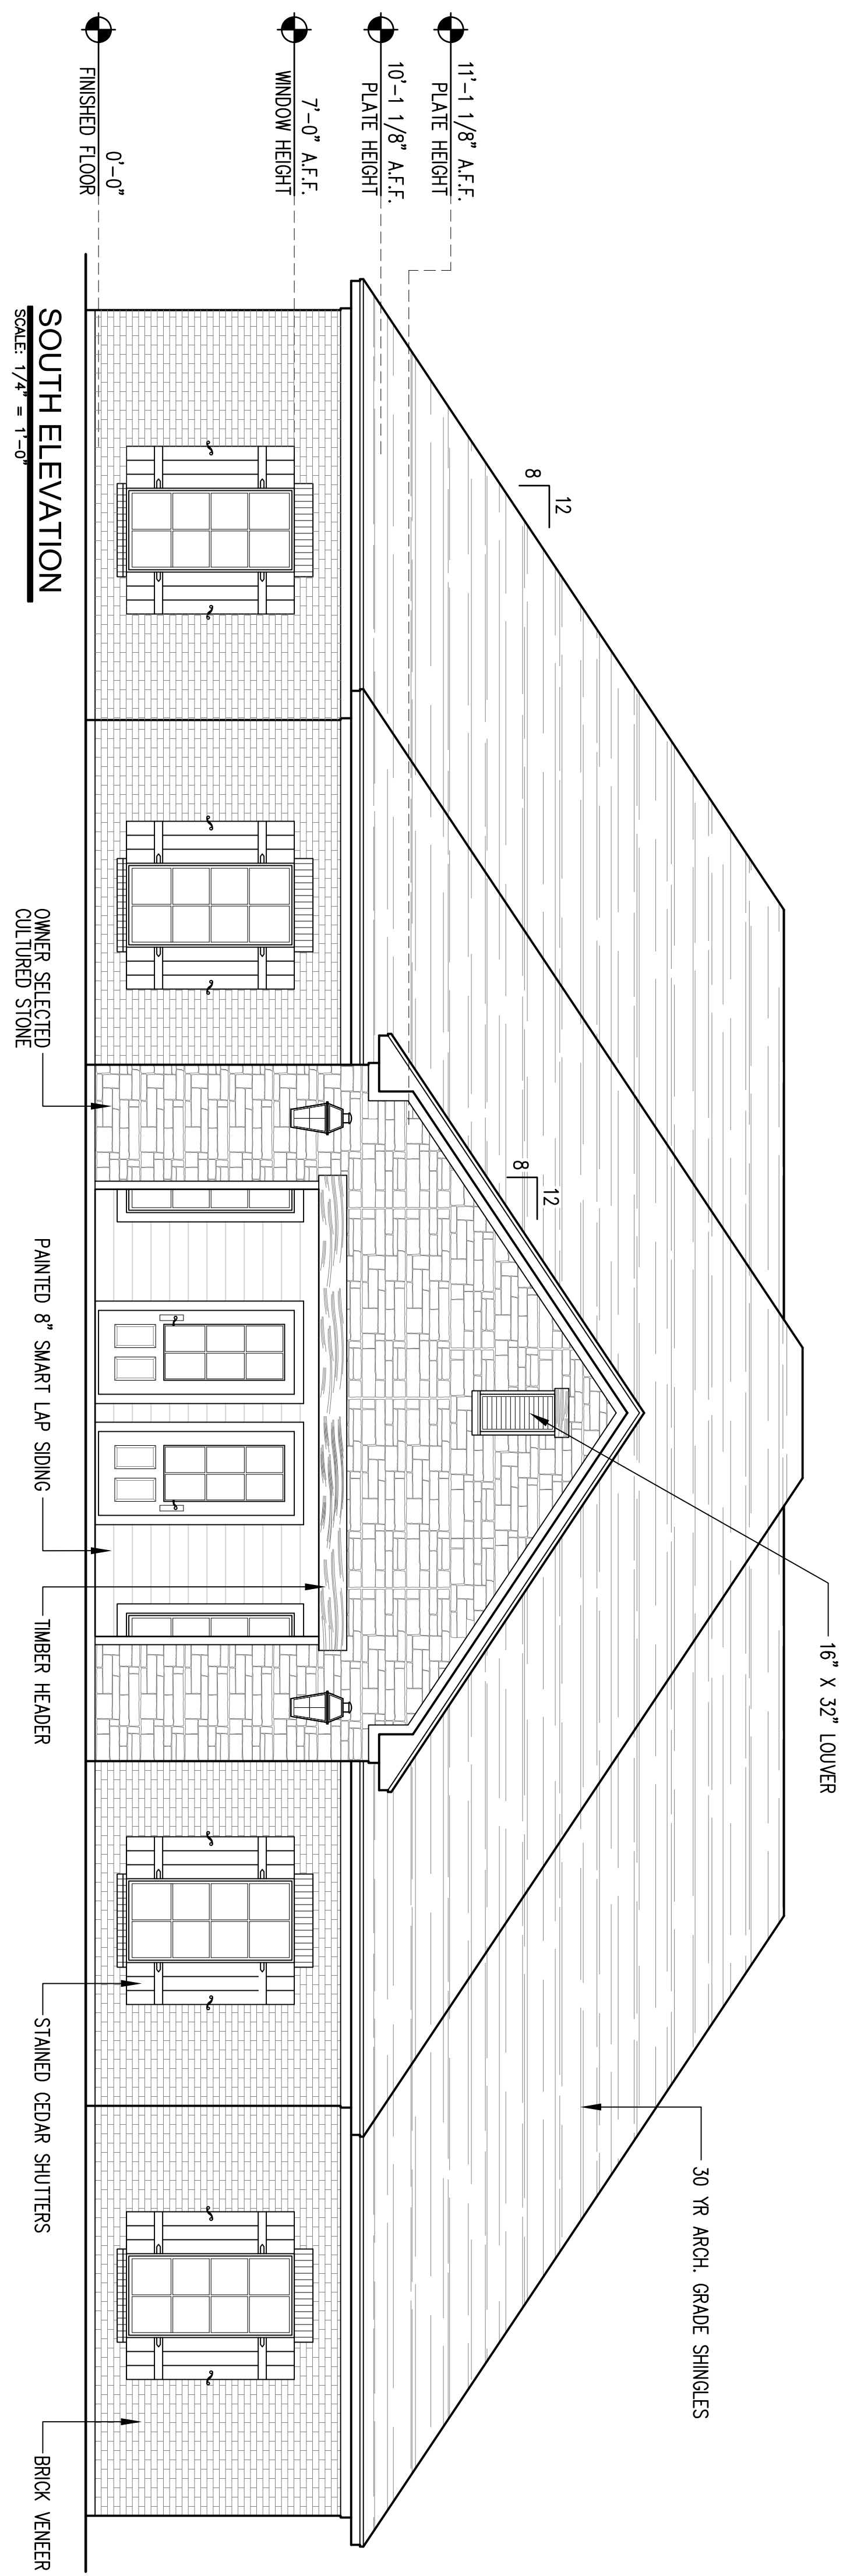 11'-1 1/8" A.F.F.
PLATE HEIGHT
10'-1 1/8" A.F.F.
PLATE HEIGHT
7'-0" A.F.F.
WINDOW HEIGHT
0'-0"
FINISHED FLOOR
12
8
12
8
16" X 32" LOUVER
30 YR ARCH. GRADE SHINGLES
OWNER SELECTED
CULTURED STONE
PAINTED 8" SMART LAP SIDING
TIMBER HEADER
STAINED CEDAR SHUTTERS
BRICK VENEER
SOUTH ELEVATION
SCALE: 1/4" = 1'-0"